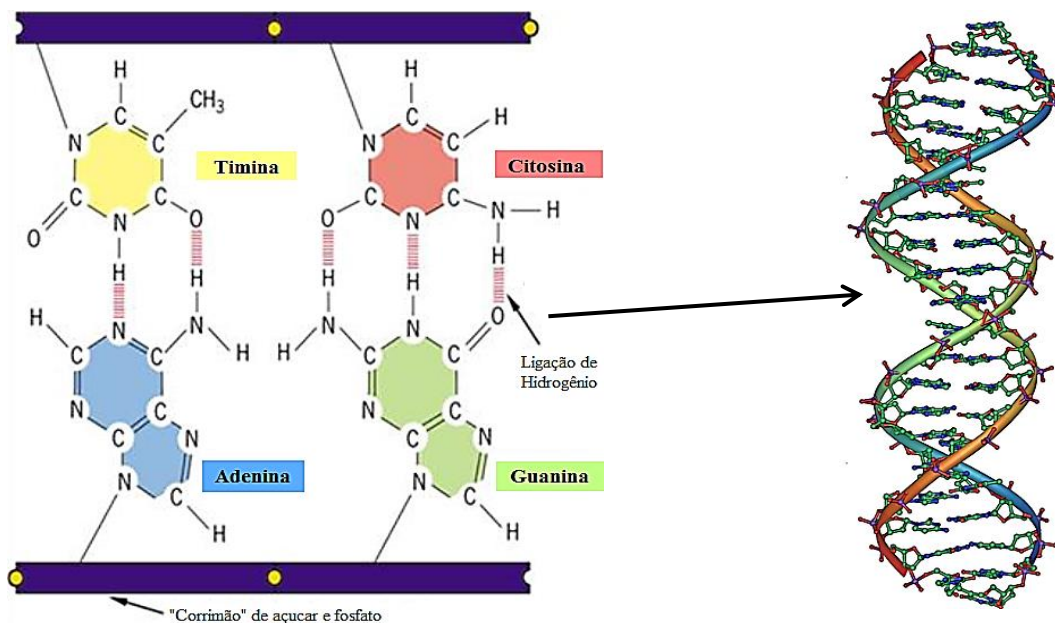 H H
CH3
C C H
N C N C
Timina Citosina
C C C C
N O O N N H
O
H
H H H H
H N N N N O
C C H H C C
Ligação de
Hidrogênio
N C N C
C N C N
Adenina Guanina
N N
C C
H H
"Corrimão" de açucar e fosfato